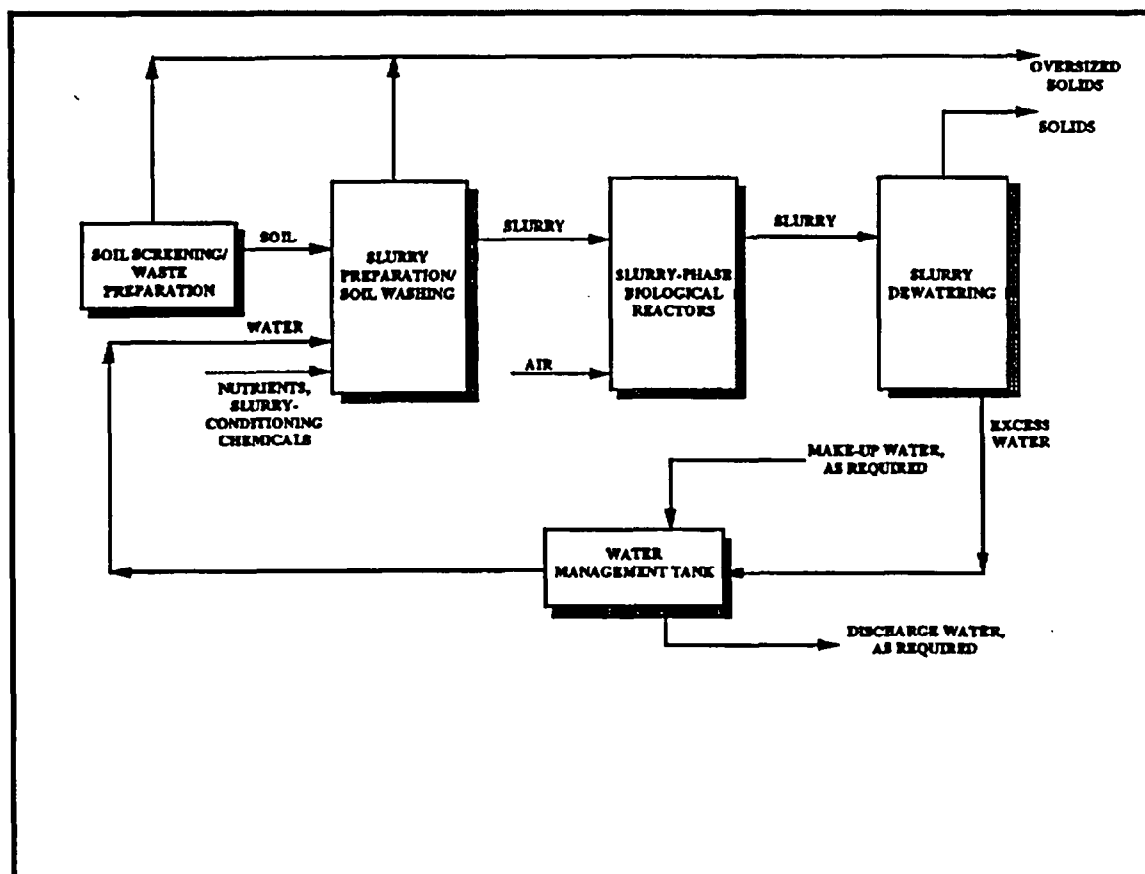 OVERSIZED
SOLIDS
SOLIDS
SOIL SCREENING/
WASTE
PREPARATION
SOIL
SLURRY
PREPARATION/
SOIL WASHING
SLURRY
SLURRY-PHASE
BIOLOGICAL
REACTORS
SLURRY
SLURRY
DEWATERING
WATER
NUTRIENTS,
SLURRY-
CONDITIONING
CHEMICALS
AIR
EXCESS
WATER
MAKE-UP WATER,
AS REQUIRED
WATER
MANAGEMENT TANK
DISCHARGE WATER,
AS REQUIRED